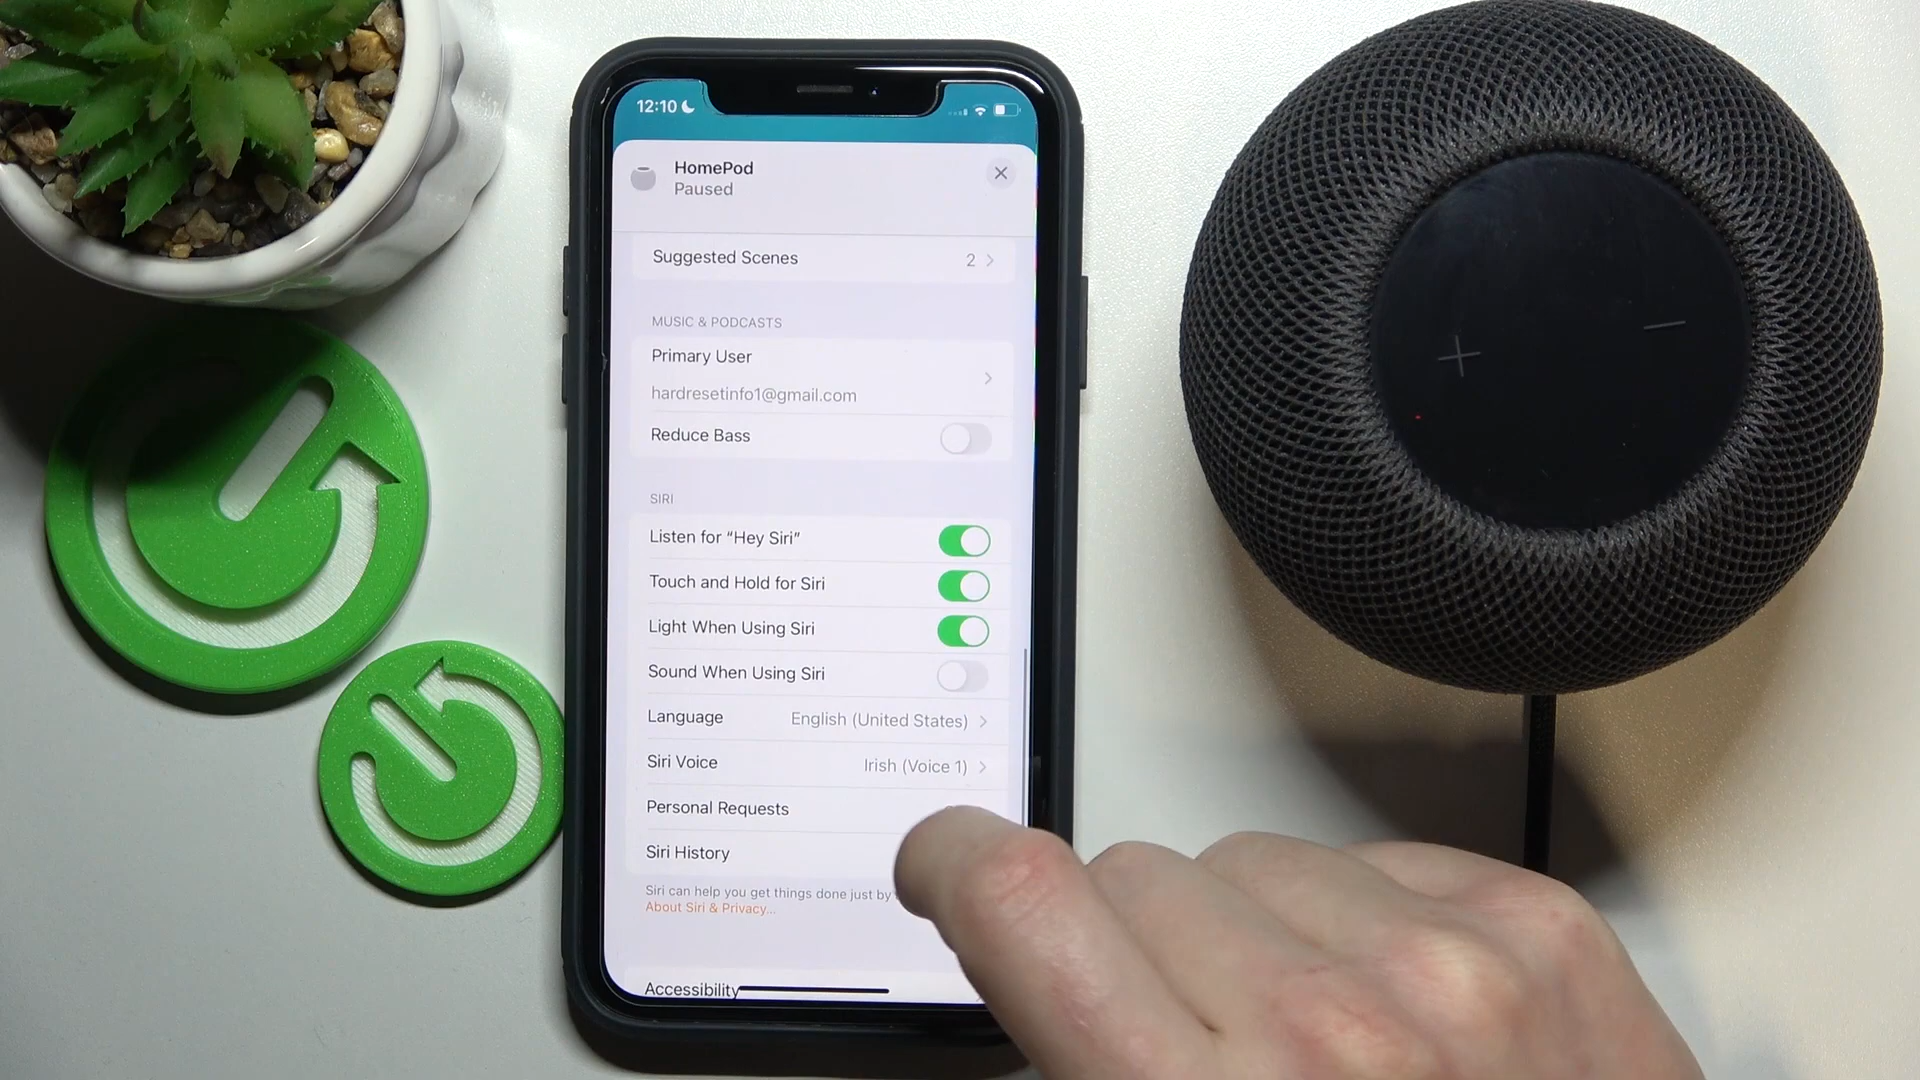 12:10
HomePod
Paused
Suggested Scenes 2
MUSIC & PODCASTS
Primary User
hardresetinfo1@gmail.com
Reduce Bass
SIRI
Listen for “Hey Siri”
Touch and Hold for Siri
Light When Using Siri
Sound When Using Siri
Language English (United States)
Siri Voice Irish (Voice 1)
Personal Requests
Siri History
Siri can help you get things done just by
About Siri & Privacy...
Accessibility